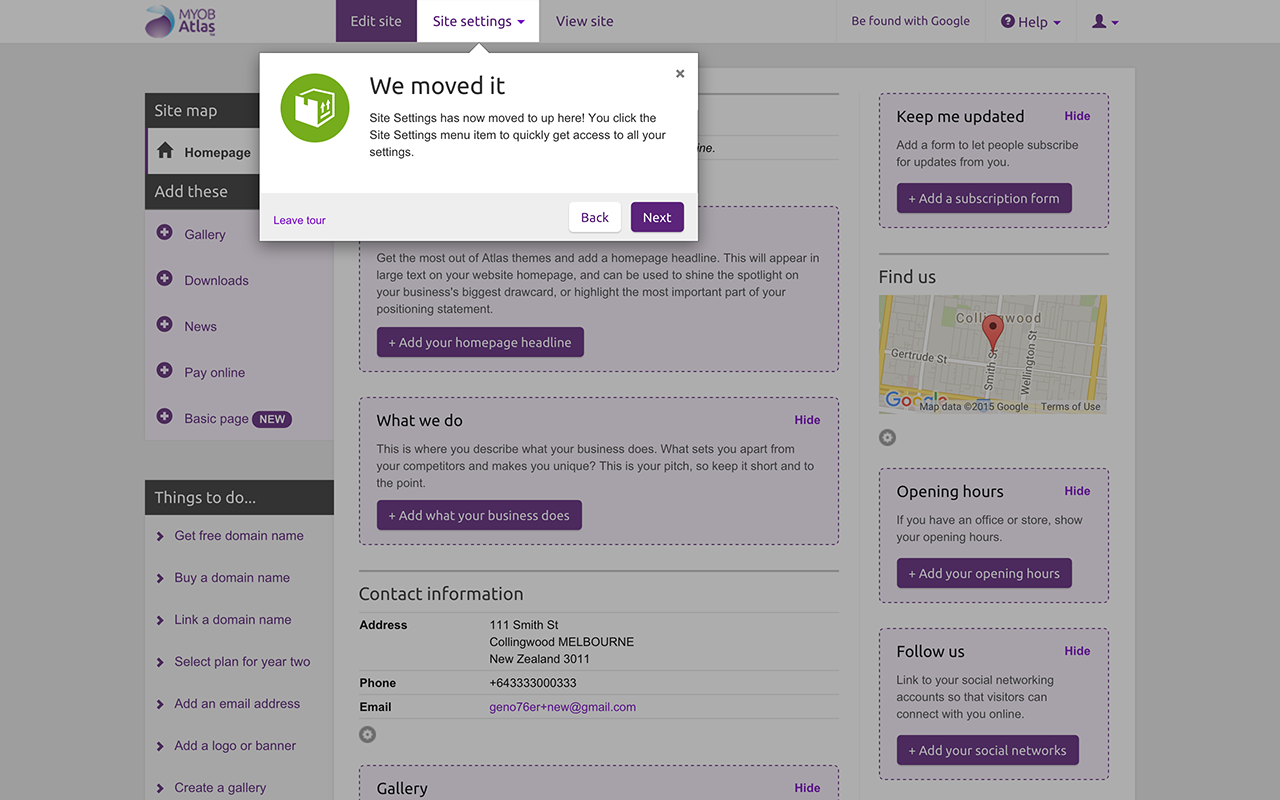 MYOB
Atlas
Edit site
Site settings
View site
Be found with Google
Help
We moved it
×
Site Settings has now moved to up here! You click the
Site Settings menu item to quickly get access to all your
settings.
Leave tour
Back
Next
Site map
Homepage
Add these
Gallery
Downloads
News
Pay online
Basic page NEW
Things to do...
Get free domain name
Buy a domain name
Link a domain name
Select plan for year two
Add an email address
Add a logo or banner
Create a gallery
Get the most out of Atlas themes and add a homepage headline. This will appear in
large text on your website homepage, and can be used to shine the spotlight on
your business's biggest drawcard, or highlight the most important part of your
positioning statement.
+ Add your homepage headline
What we do
Hide
This is where you describe what your business does. What sets you apart from
your competitors and makes you unique? This is your pitch, so keep it short and to
the point.
+ Add what your business does
Contact information
Address 111 Smith St
Collingwood MELBOURNE
New Zealand 3011
Phone +643333000333
Email geno76er+new@gmail.com
Gallery
Hide
Keep me updated
Hide
Add a form to let people subscribe
for updates from you.
+ Add a subscription form
Find us
Collingwood
Gertrude St
Smith St
Wellington St
Google
Map data ©2015 Google
Terms of Use
Opening hours
Hide
If you have an office or store, show
your opening hours.
+ Add your opening hours
Follow us
Hide
Link to your social networking
accounts so that visitors can
connect with you online.
+ Add your social networks